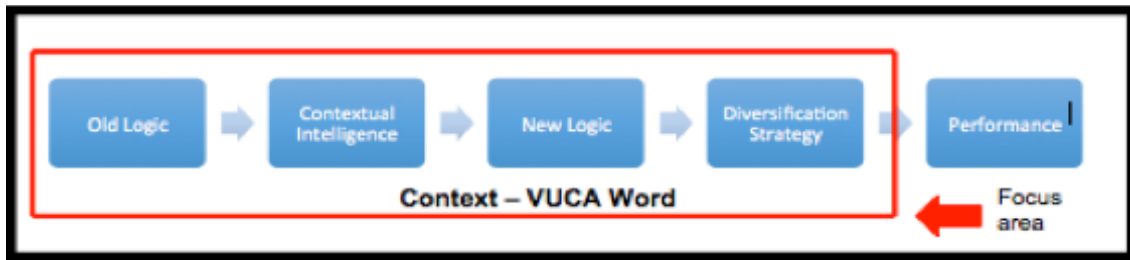 Old Logic
Contextual
Intelligence
New Logic
Diversification
Strategy
Performance
Context – VUCA Word
Focus
area